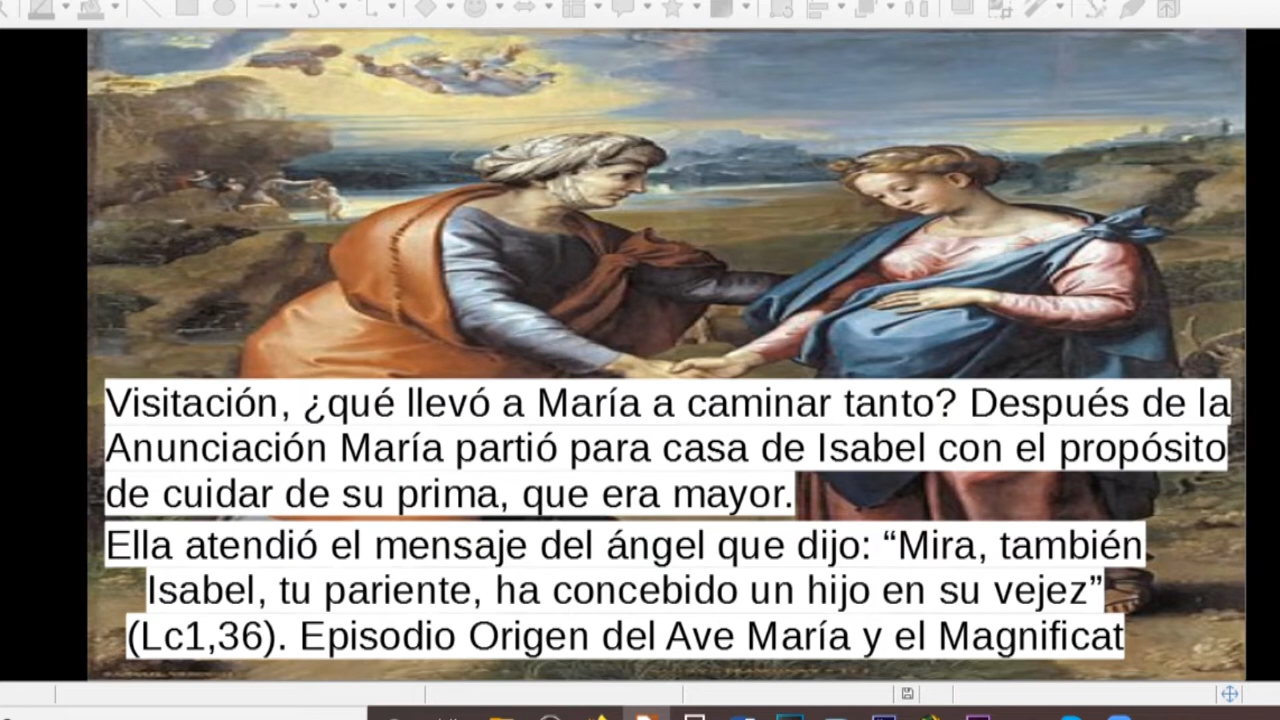 Visitación, ¿qué llevó a María a caminar tanto? Después de la
Anunciación María partió para casa de Isabel con el propósito
de cuidar de su prima, que era mayor.
Ella atendió el mensaje del ángel que dijo: “Mira, también
Isabel, tu pariente, ha concebido un hijo en su vejez”
(Lc1,36). Episodio Origen del Ave María y el Magnificat